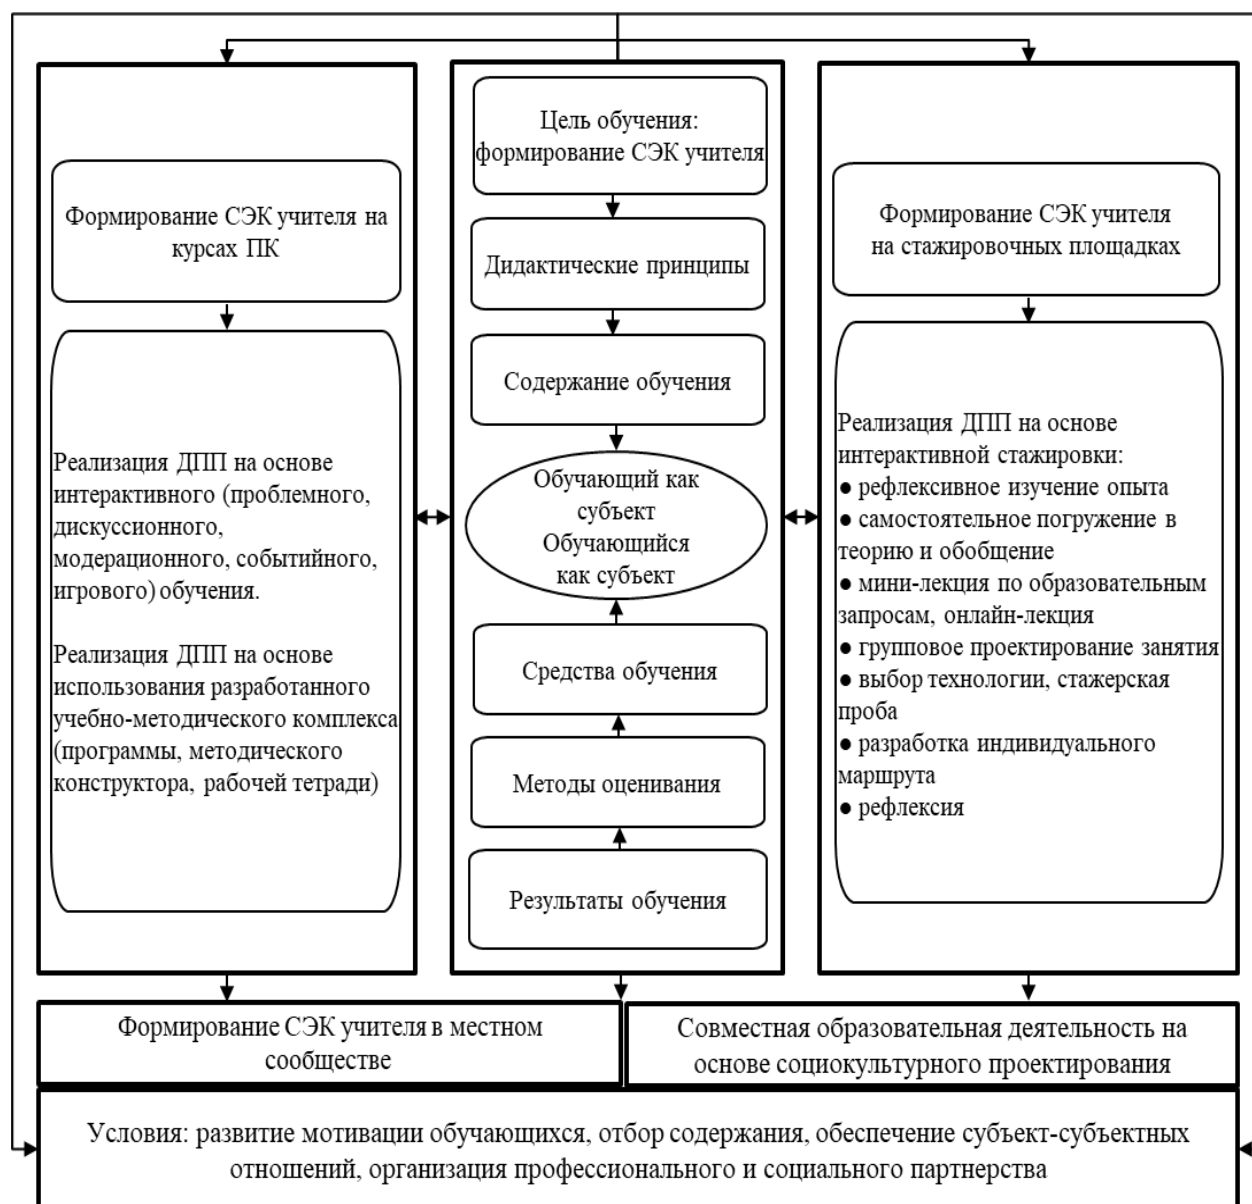 Формирование СЭК учителя на
курсах ПК
Реализация ДПП на основе
интерактивного (проблемного,
дискуссионного,
модерационного, событийного,
игрового) обучения.
Реализация ДПП на основе
использования разработанного
учебно-методического комплекса
(программы, методического
конструктора, рабочей тетради)
Цель обучения:
формирование СЭК учителя
Дидактические принципы
Содержание обучения
Обучающий как
субъект
Обучающийся
как субъект
Средства обучения
Методы оценивания
Результаты обучения
Формирование СЭК учителя
на стажировочных площадках
Реализация ДПП на основе
интерактивной стажировки:
● рефлексивное изучение опыта
● самостоятельное погружение в
теорию и обобщение
● мини-лекция по образовательным
запросам, онлайн-лекция
● групповое проектирование занятия
● выбор технологии, стажерская
проба
● разработка индивидуального
маршрута
● рефлексия
Формирование СЭК учителя в местном
сообществе
Совместная образовательная деятельность на
основе социокультурного проектирования
Условия: развитие мотивации обучающихся, отбор содержания, обеспечение субъект-субъектных
отношений, организация профессионального и социального партнерства